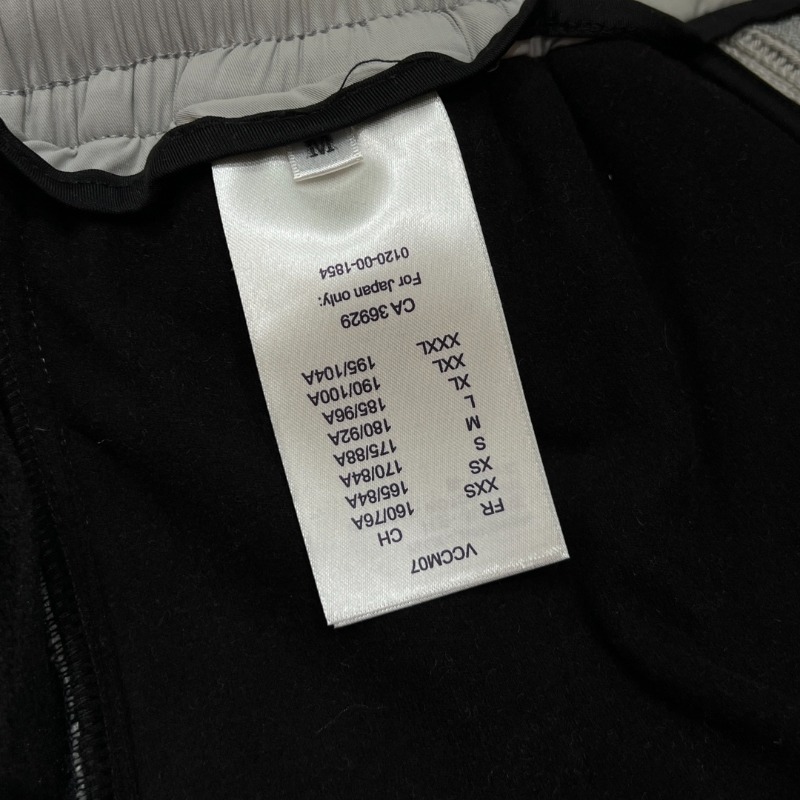 VCCM07
FR CH
XXS 160/76A
XS 165/84A
S 170/84A
M 175/88A
L 180/92A
XL 185/96A
XXL 190/100A
XXXL 195/104A
CA 36929
For Japan only:
0120-00-1854
M